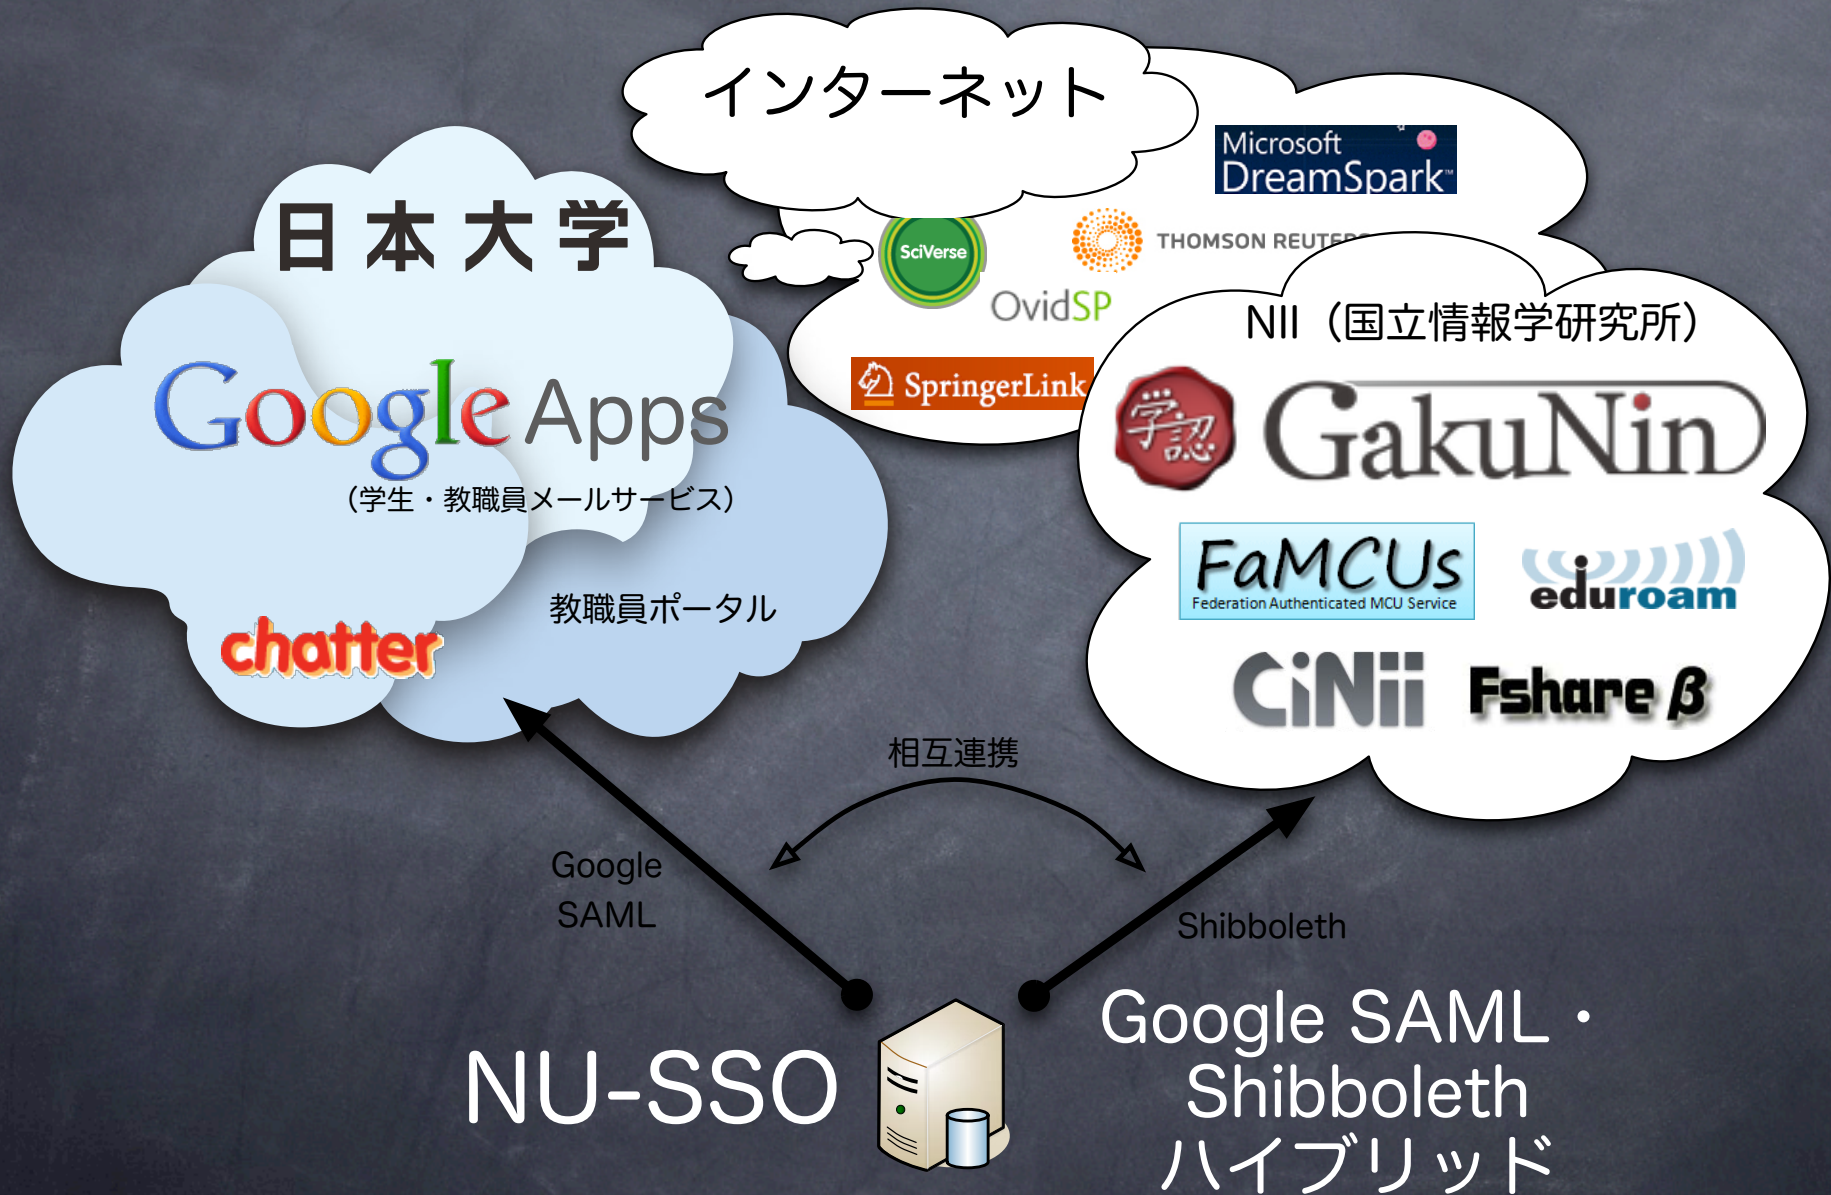 インターネット
Microsoft
DreamSpark™
日本大学
SciVerse
THOMSON REUTERS
OvidSP
NII（国立情報学研究所）
Google Apps
SpringerLink
学認
GakuNin
（学生・教職員メールサービス）
FaMCUs
Federation Authenticated MCU Service
eduroam
教職員ポータル
chatter
CiNii
Fshare β
相互連携
Google
SAML
Shibboleth
NU-SSO
Google SAML・
Shibboleth
ハイブリッド